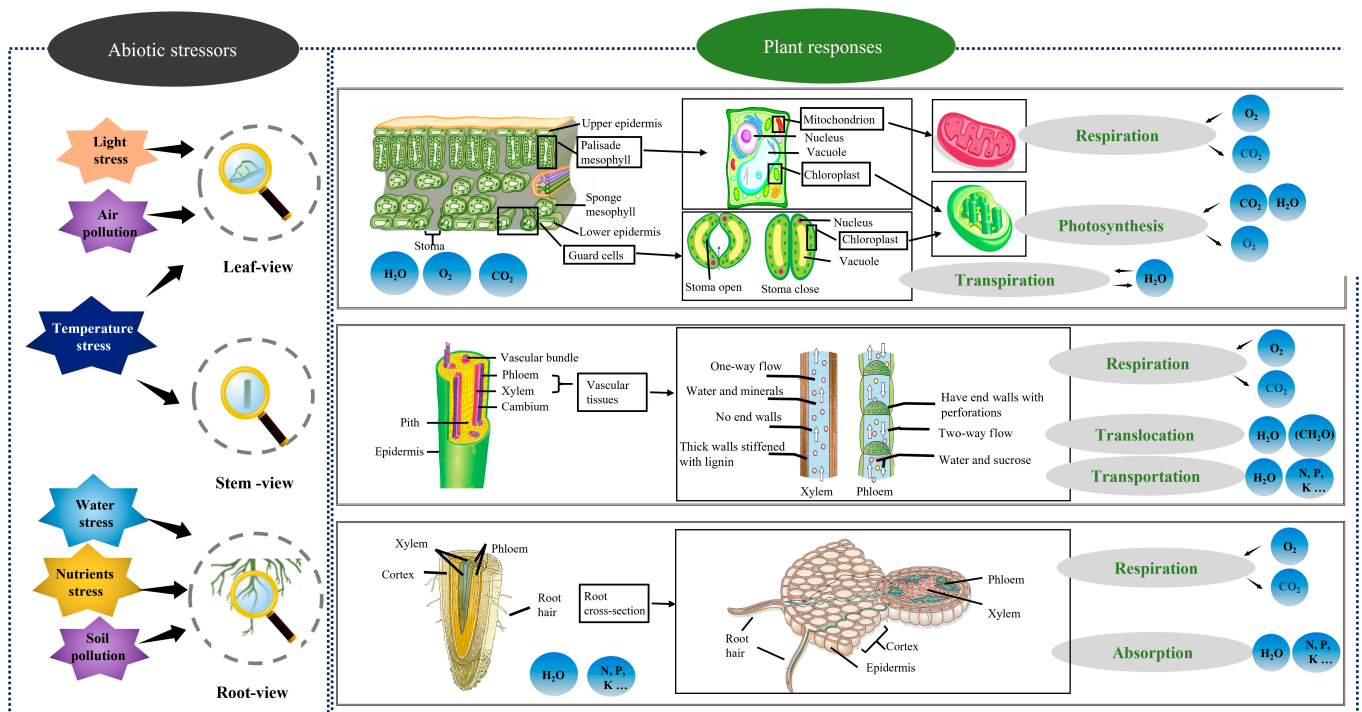 Abiotic stressors
Plant responses
Light
stress
Air
pollution
Leaf-view
Temperature
stress
Stem -view
Water
stress
Nutrients
stress
Soil
pollution
Root-view
Upper epidermis
Palisade
mesophyll
Sponge
mesophyll
Lower epidermis
Stoma
Guard cells
H₂O
O₂
CO₂
Mitochondrion
Nucleus
Vacuole
Chloroplast
Nucleus
Chloroplast
Vacuole
Stoma open
Stoma close
Respiration
O₂
CO₂
Photosynthesis
CO₂
H₂O
O₂
Transpiration
H₂O
Vascular bundle
Phloem
Xylem
Cambium
Pith
Epidermis
Vascular
tissues
One-way flow
Water and minerals
No end walls
Thick walls stiffened
with lignin
Xylem
Phloem
Have end walls with
perforations
Two-way flow
Water and sucrose
Respiration
O₂
CO₂
Translocation
H₂O
(CH₂O)
Transportation
H₂O
N, P,
K ...
Xylem
Phloem
Cortex
Root
hair
H₂O
N, P,
K ...
Root
cross-section
Phloem
Xylem
Root
hair
Cortex
Epidermis
Respiration
O₂
CO₂
Absorption
H₂O
N, P,
K ...